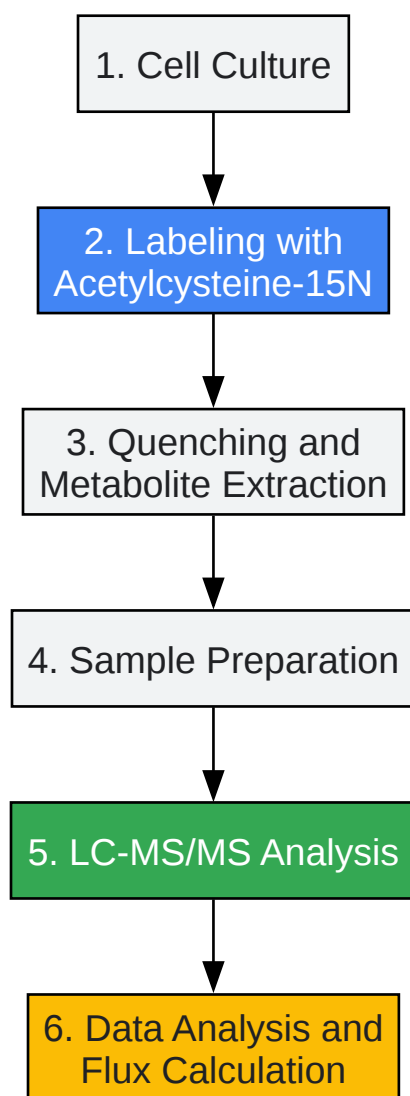 1. Cell Culture
2. Labeling with
Acetylcysteine-15N
3. Quenching and
Metabolite Extraction
4. Sample Preparation
5. LC-MS/MS Analysis
6. Data Analysis and
Flux Calculation